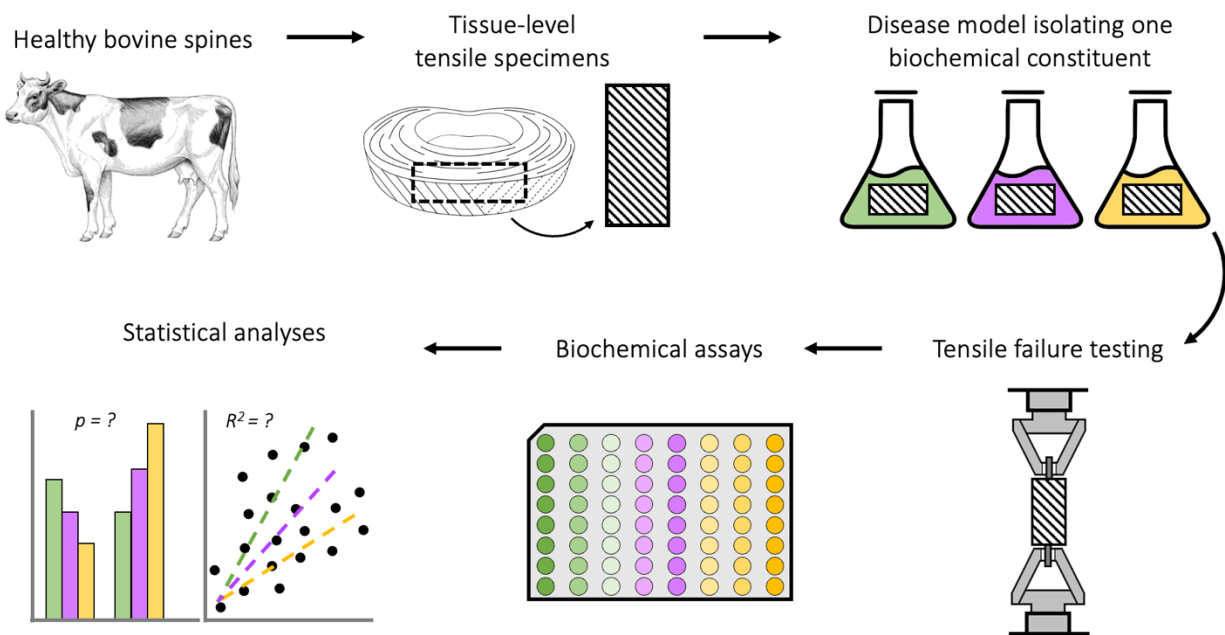 Healthy bovine spines
Tissue-level
tensile specimens
Disease model isolating one
biochemical constituent
Statistical analyses
Biochemical assays
Tensile failure testing
p = ?
R² = ?